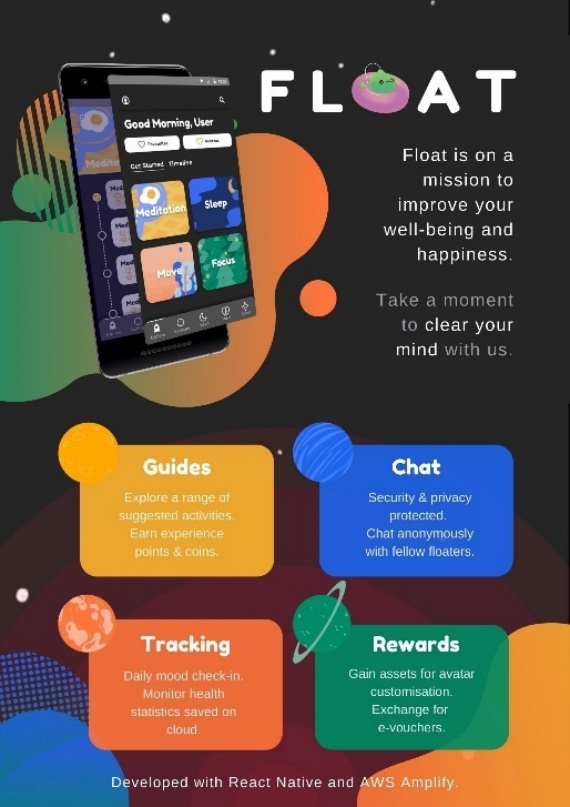 FLOAT
Good Morning, User
Favourites
Get Started Timeline
Meditation
Sleep
Move
Focus
Float is on a
mission to
improve your
well-being and
happiness.
Take a moment
to clear your
mind with us.
Guides
Explore a range of
suggested activities.
Earn experience
points & coins.
Chat
Security & privacy
protected.
Chat anonymously
with fellow floaters.
Tracking
Daily mood check-in.
Monitor health
statistics saved on
cloud.
Rewards
Gain assets for avatar
customisation.
Exchange for
e-vouchers.
Developed with React Native and AWS Amplify.